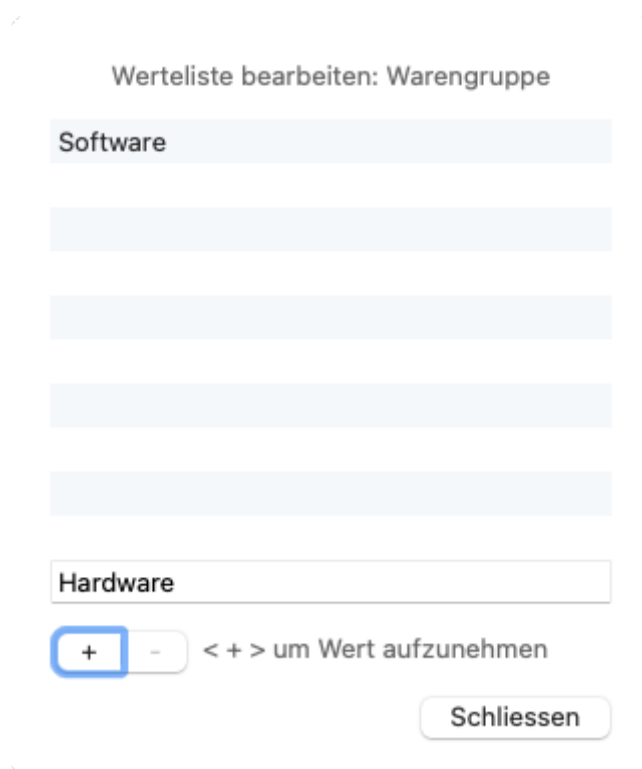 Werteliste bearbeiten: Warengruppe
Software
Hardware
+ - < + > um Wert aufzunehmen
Schliessen